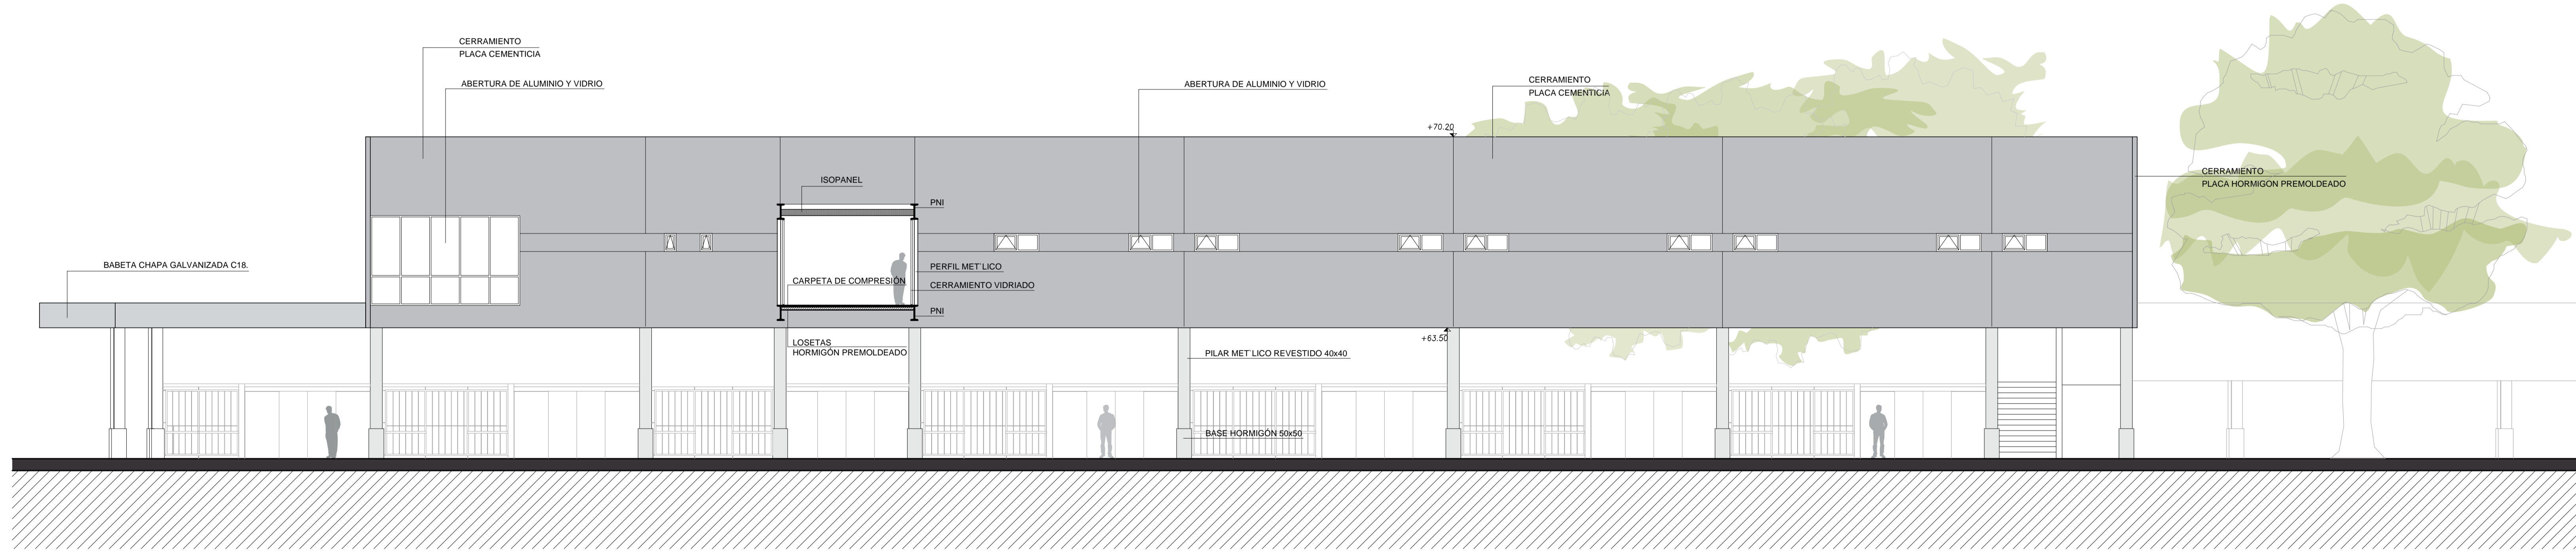 CERRAMIENTO
PLACA CEMENTICIA
ABERTURA DE ALUMINIO Y VIDRIO
ABERTURA DE ALUMINIO Y VIDRIO
CERRAMIENTO
PLACA CEMENTICIA
+70.20
CERRAMIENTO
PLACA HORMIGON PREMOLDEADO
ISOPANEL
PNI
BABETA CHAPA GALVANIZADA C18.
PERFIL MET`LICO
CARPETA DE COMPRESIÓN
CERRAMIENTO VIDRIADO
PNI
+63.50
LOSETAS
HORMIGÓN PREMOLDEADO
PILAR MET`LICO REVESTIDO 40x40
BASE HORMIGÓN 50x50